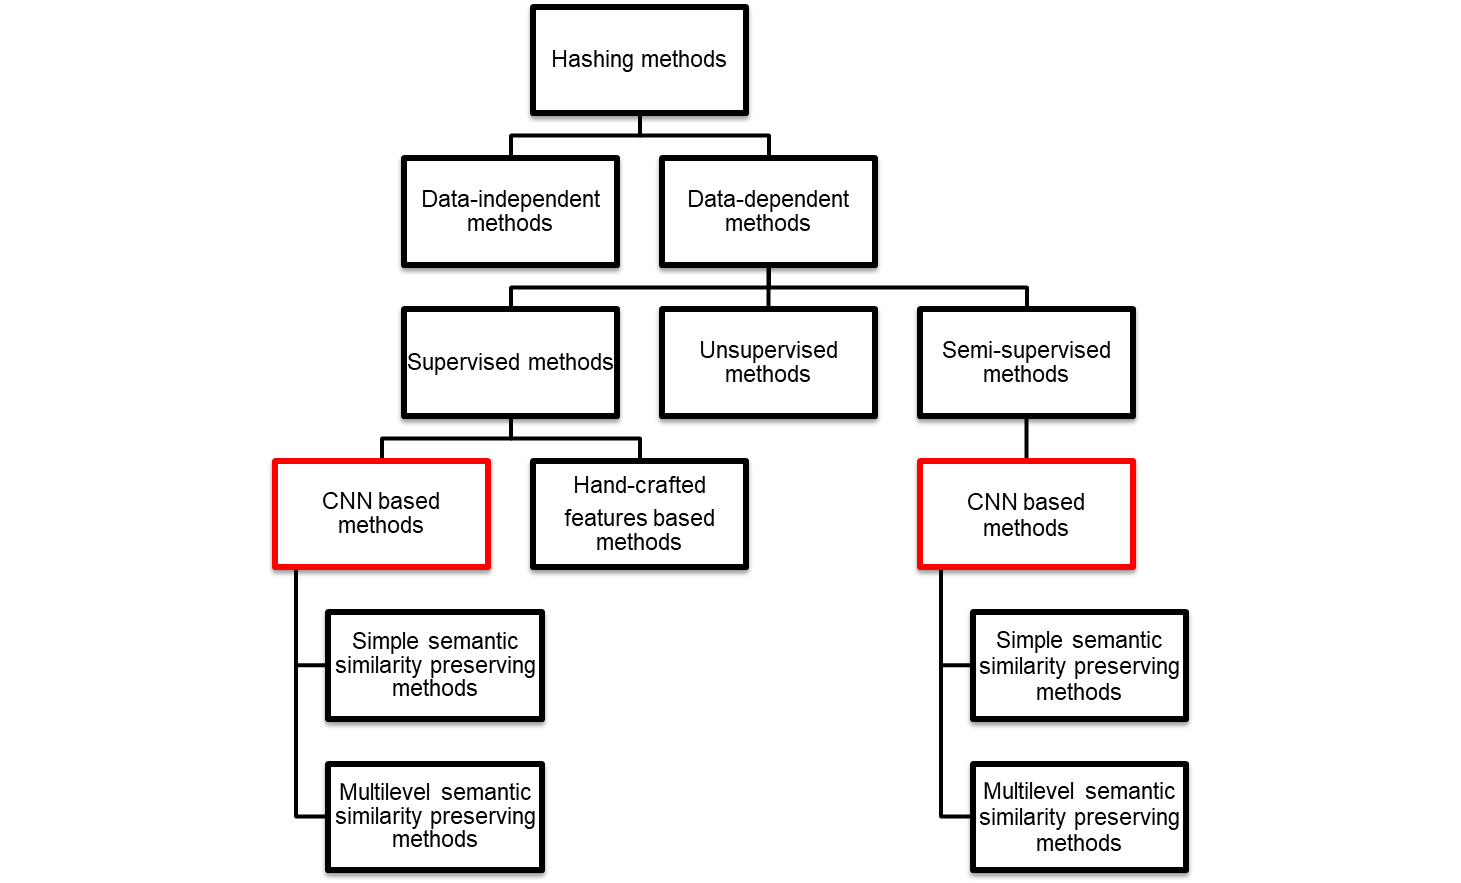 Hashing methods
Data-independent
methods
Data-dependent
methods
Supervised methods
Unsupervised
methods
Semi-supervised
methods
CNN based
methods
Hand-crafted
features based
methods
CNN based
methods
Simple semantic
similarity preserving
methods
Simple semantic
similarity preserving
methods
Multilevel semantic
similarity preserving
methods
Multilevel semantic
similarity preserving
methods